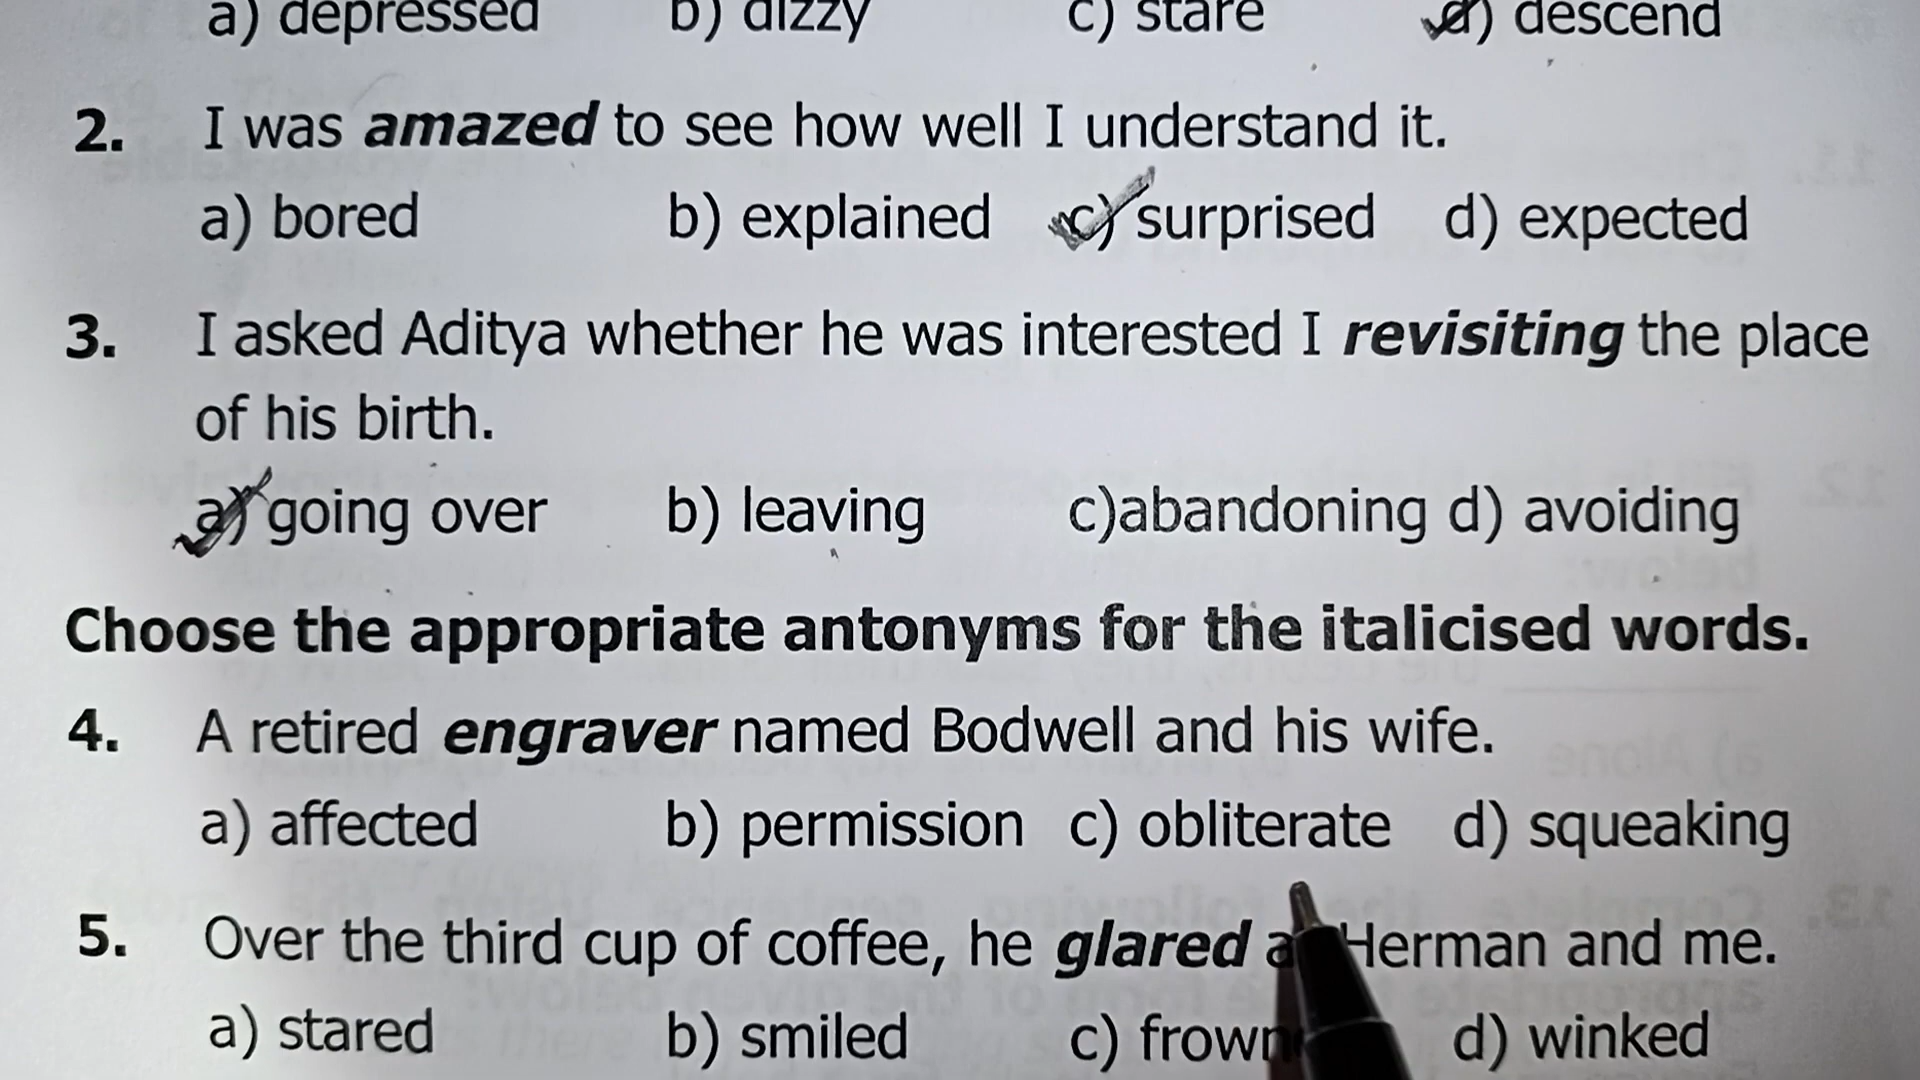 a) depressed b) dizzy c) stare d) descend
2. I was amazed to see how well I understand it.
a) bored b) explained c) surprised d) expected
3. I asked Aditya whether he was interested I revisiting the place
of his birth.
a) going over b) leaving c)abandoning d) avoiding
Choose the appropriate antonyms for the italicised words.
4. A retired engraver named Bodwell and his wife.
a) affected b) permission c) obliterate d) squeaking
5. Over the third cup of coffee, he glared a Herman and me.
a) stared b) smiled c) frown d) winked